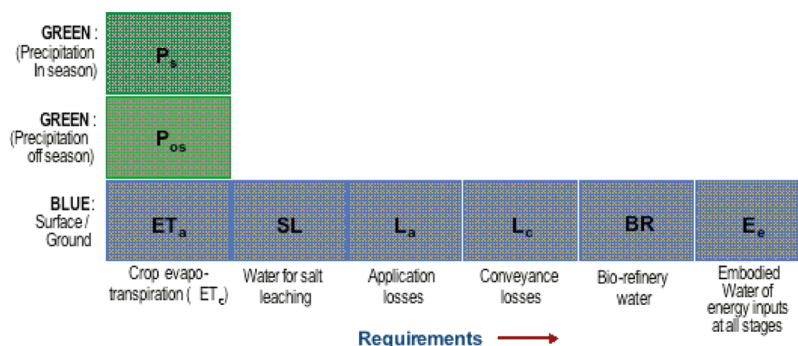 GREEN :
(Precipitation
In season)
Ps
GREEN :
(Precipitation
off season)
Pos
BLUE:
Surface /
Ground
ETa
SL
La
Lc
BR
Ee
Crop evapo-
transpiration ( ETc)
Water for salt
leaching
Application
losses
Conveyance
losses
Bio-refinery
water
Embodied
Water of
energy inputs
at all stages
Requirements